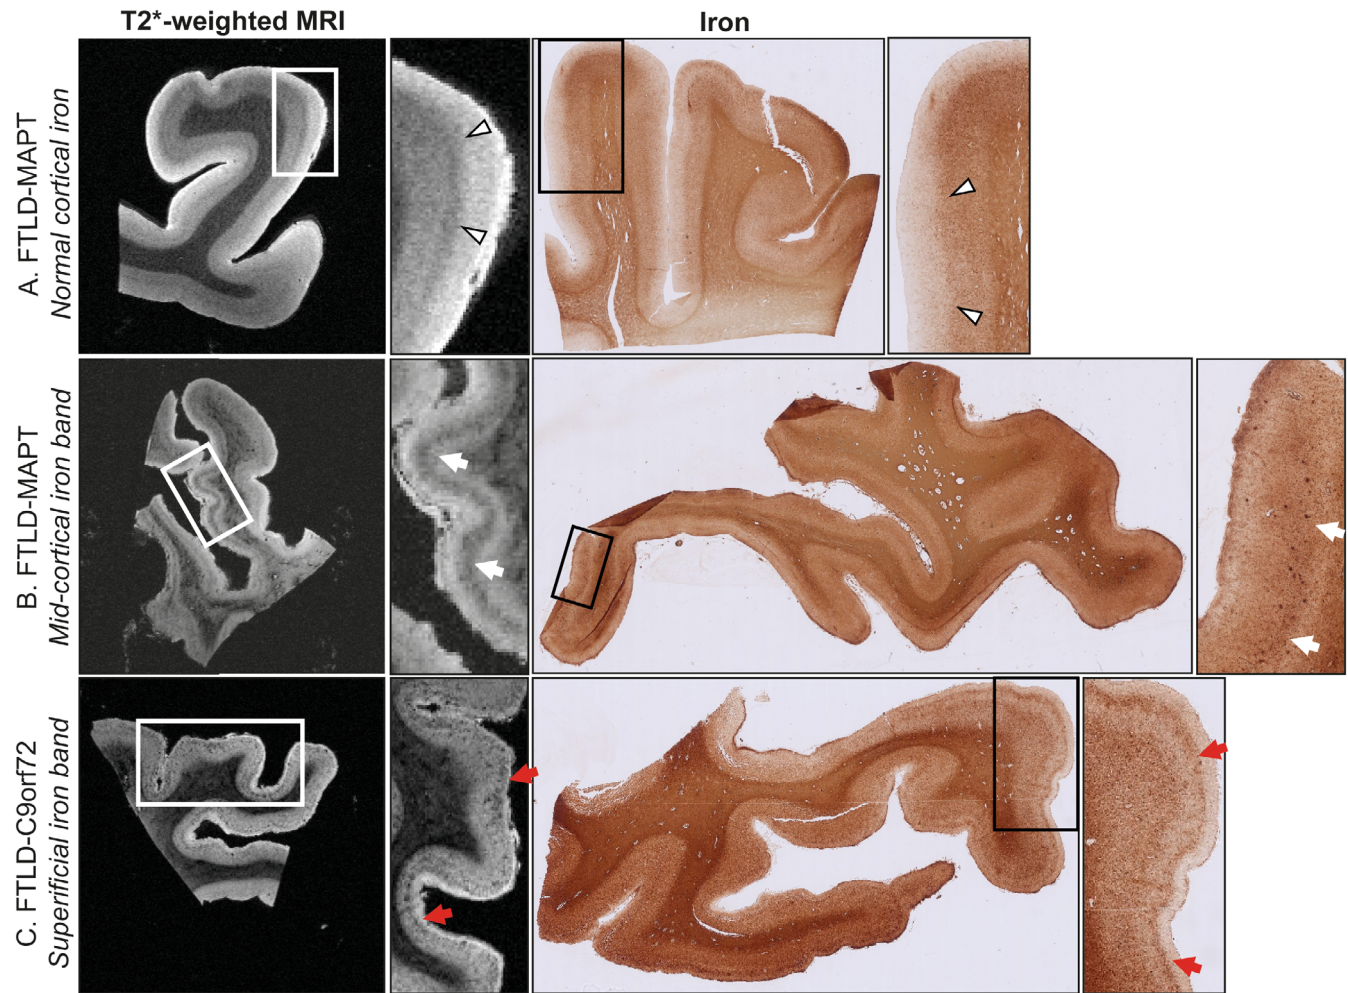 T2*-weighted MRI
Iron
A. FTLD-MAPT
Normal cortical iron
B. FTLD-MAPT
Mid-cortical iron band
C. FTLD-C9orf72
Superificial iron band